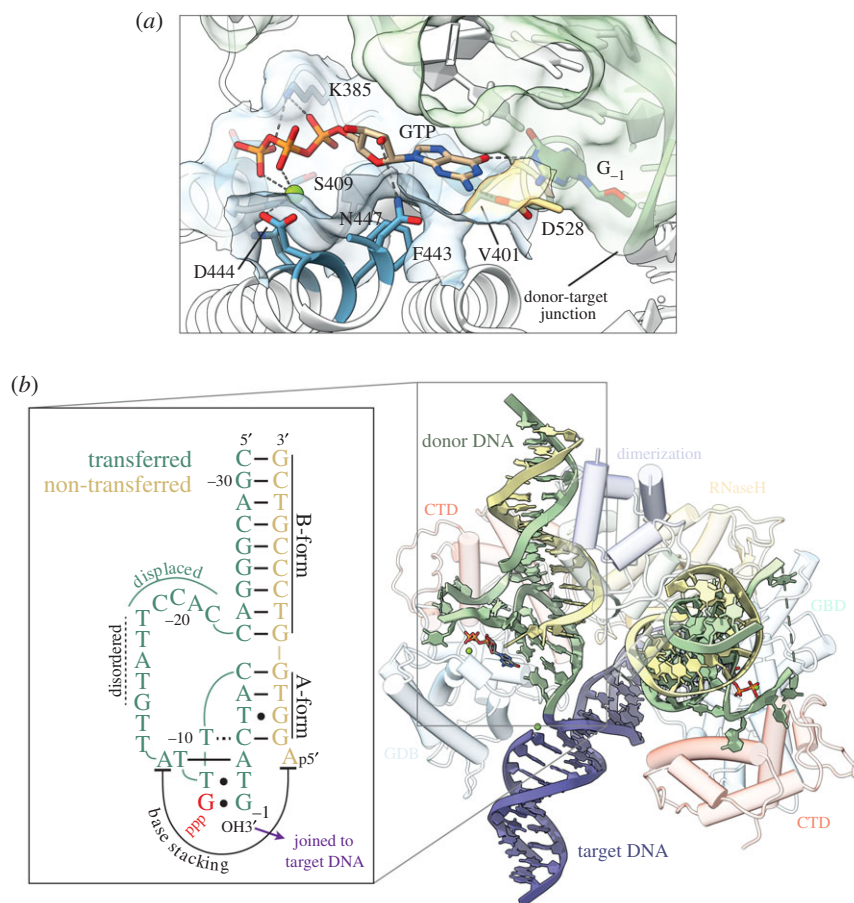 (a)
K385
GTP
G–1
S409
N447
D444
F443
V401
D528
donor-target
junction
(b)
transferred
non-transferred
5′ 3′
C G
–30 G C
A T
C G
G C
G C
G C
A T
C G
B-form
displaced
C C A C
–20
T
T
A
T
G
T
T
disordered
C G
A T
T G
T C G
A-form
–10
A T A A p5′
T T
G G –1
ppp
OH3′
base stacking
joined to
target DNA
donor DNA
dimerization
CTD
RNaseH
GBD
GDB
CTD
target DNA